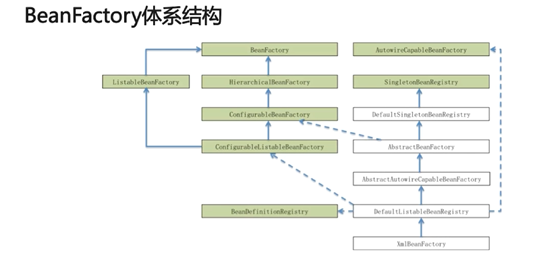 BeanFactory体系结构
BeanFactory
AutowireCapableBeanFactory
ListableBeanFactory
HierarchicalBeanFactory
SingletonBeanRegistry
ConfigurableBeanFactory
DefaultSingletonBeanRegistry
ConfigurableListableBeanFactory
AbstractBeanFactory
AbstractAutowireCapableBeanFactory
BeanDefinitionRegistry
DefaultListableBeanRegistry
XmlBeanFactory